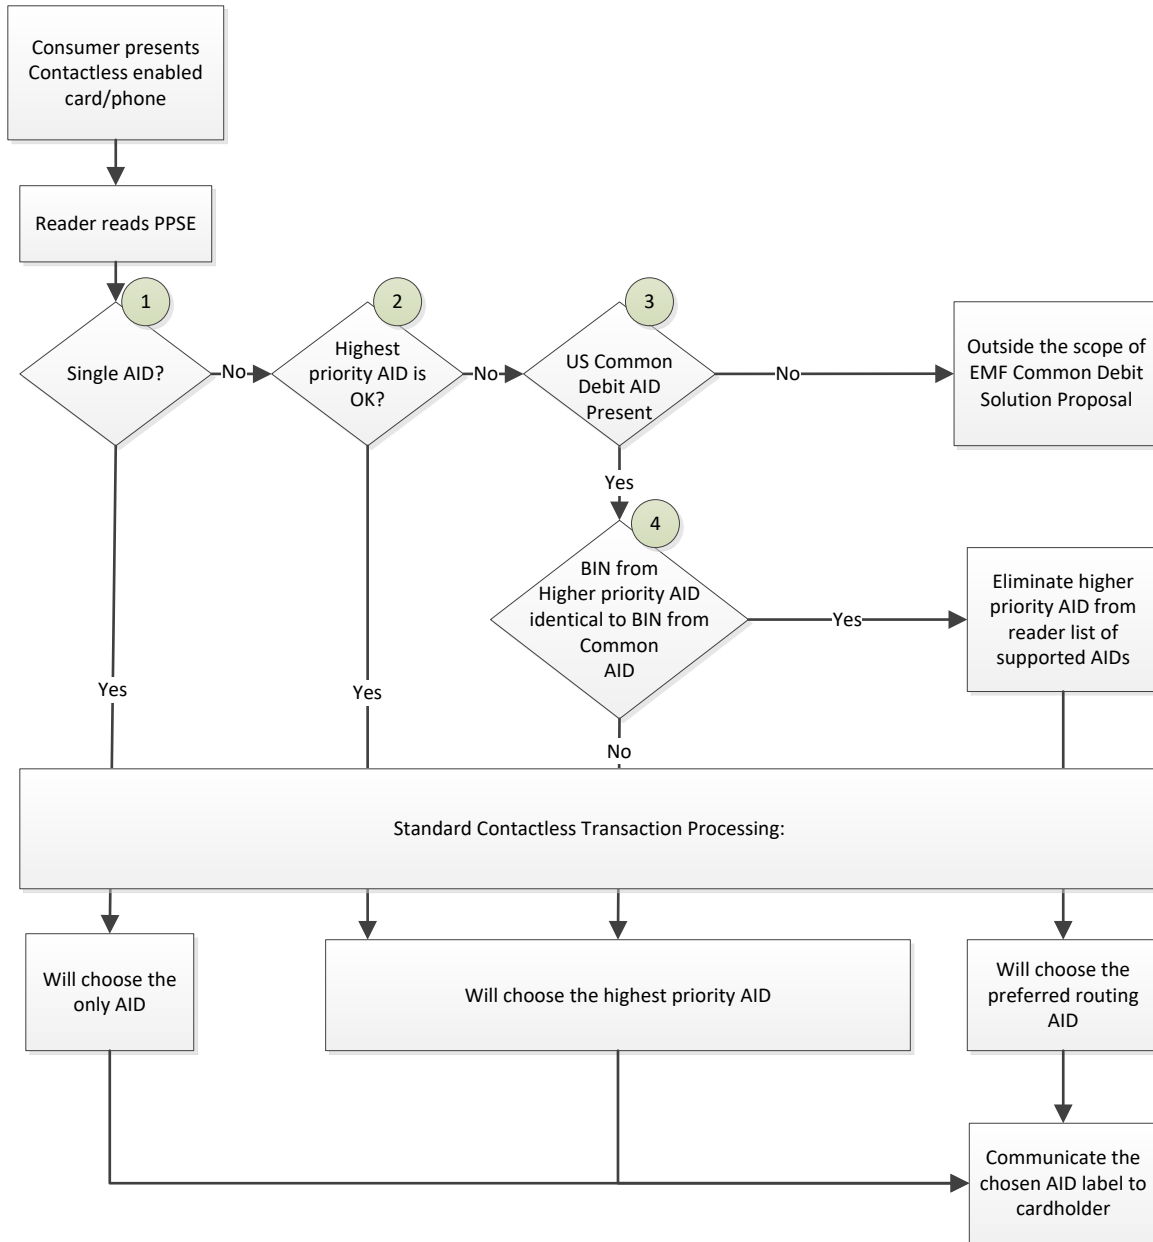 Consumer presents
Contactless enabled
card/phone
Reader reads PPSE
1
Single AID?
No
2
Highest
priority AID is
OK?
No
3
US Common
Debit AID
Present
No
Outside the scope of
EMF Common Debit
Solution Proposal
Yes
4
BIN from
Higher priority AID
identical to BIN from
Common
AID
Yes
Eliminate higher
priority AID from
reader list of
supported AIDs
Yes
Yes
No
Standard Contactless Transaction Processing:
Will choose the
only AID
Will choose the highest priority AID
Will choose the
preferred routing
AID
Communicate the
chosen AID label to
cardholder